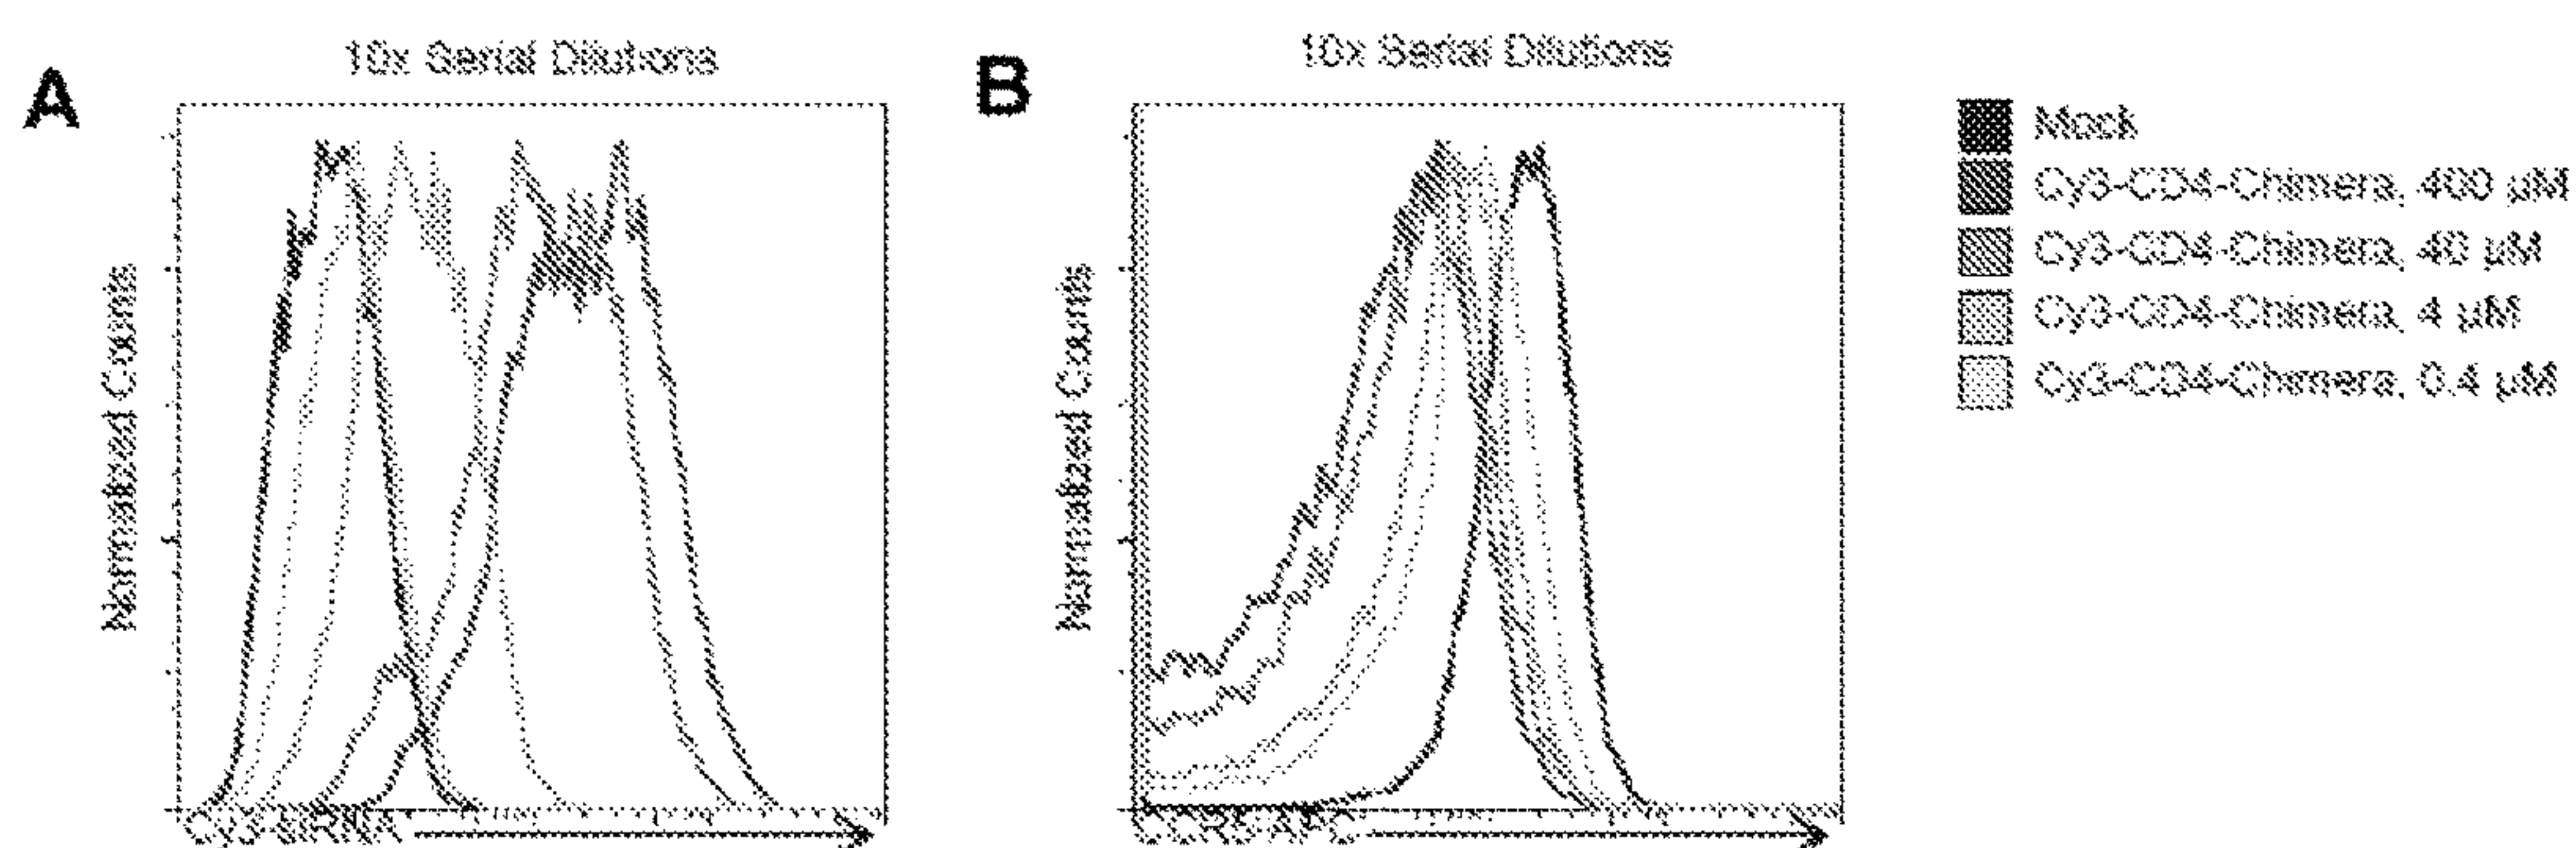 A
10x Serial Dilutions
Normalized Counts
Cy3-siRNA
B
10x Serial Dilutions
Normalized Counts
CCR5-APC
Mock
Cy3-CD4-Chimera, 400 µM
Cy3-CD4-Chimera, 40 µM
Cy3-CD4-Chimera, 4 µM
Cy3-CD4-Chimera, 0.4 µM